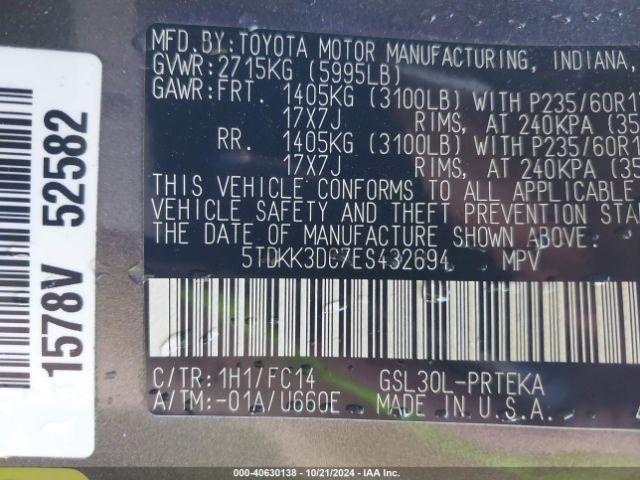 MFD.BY:TOYOTA MOTOR MANUFACTURING, INDIANA,
GVWR:2715KG (5995LB)
GAWR:FRT. 1405KG (3100LB) WITH P235/60R1
17X7J RIMS, AT 240KPA (35
RR. 1405KG (3100LB) WITH P235/60R1
17X7J RIMS, AT 240KPA (35
THIS VEHICLE CONFORMS TO ALL APPLICABLE
VEHICLE SAFETY AND THEFT PREVENTION STA
THE DATE OF MANUFACTURE SHOWN ABOVE.
5TDKK3DC7ES432694 MPV
C/TR:1H1/FC14 GSL30L-PRTEKA
A/TM:-01A/U660E MADE IN U.S.A.
1578V 52582
000-40630138 - 10/21/2024 - IAA Inc.